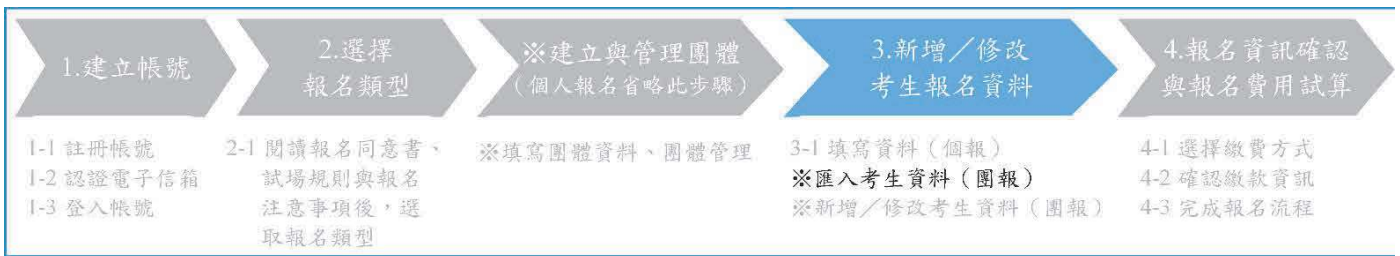 1.建立帳號
2.選擇
報名類型
※建立與管理團體
（個人報名省略此步驟）
3.新增／修改
考生報名資料
4.報名資訊確認
與報名費用試算
1-1 註冊帳號
1-2 認證電子信箱
1-3 登入帳號
2-1 閱讀報名同意書、
試場規則與報名
注意事項後，選
取報名類型
※填寫團體資料、團體管理
3-1 填寫資料（個報）
※匯入考生資料（團報）
※新增／修改考生資料（團報）
4-1 選擇繳費方式
4-2 確認繳款資訊
4-3 完成報名流程